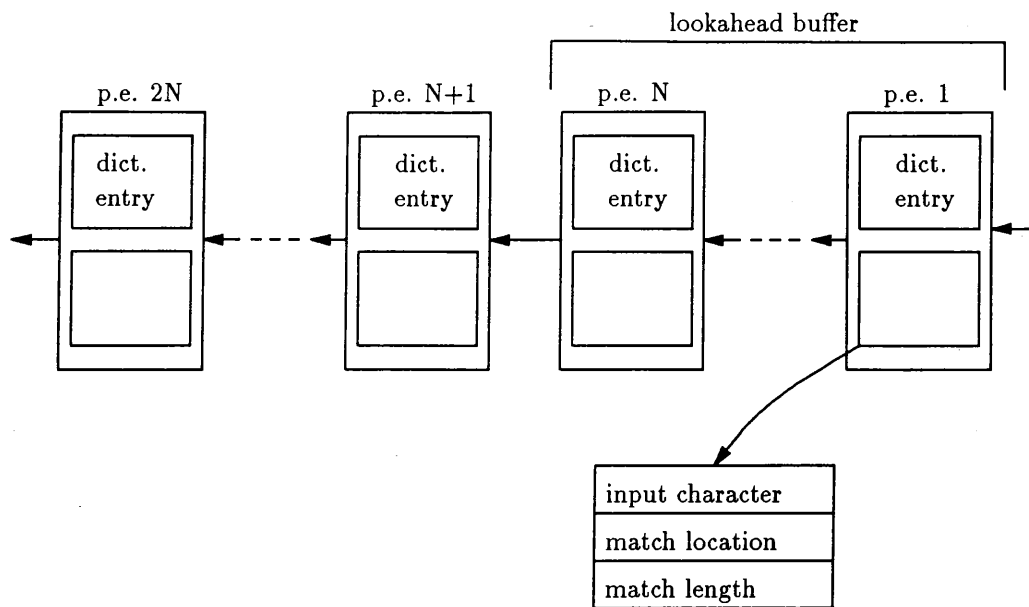 lookahead buffer
p.e. 2N
p.e. N+1
p.e. N
p.e. 1
dict.
entry
dict.
entry
dict.
entry
dict.
entry
input character
match location
match length